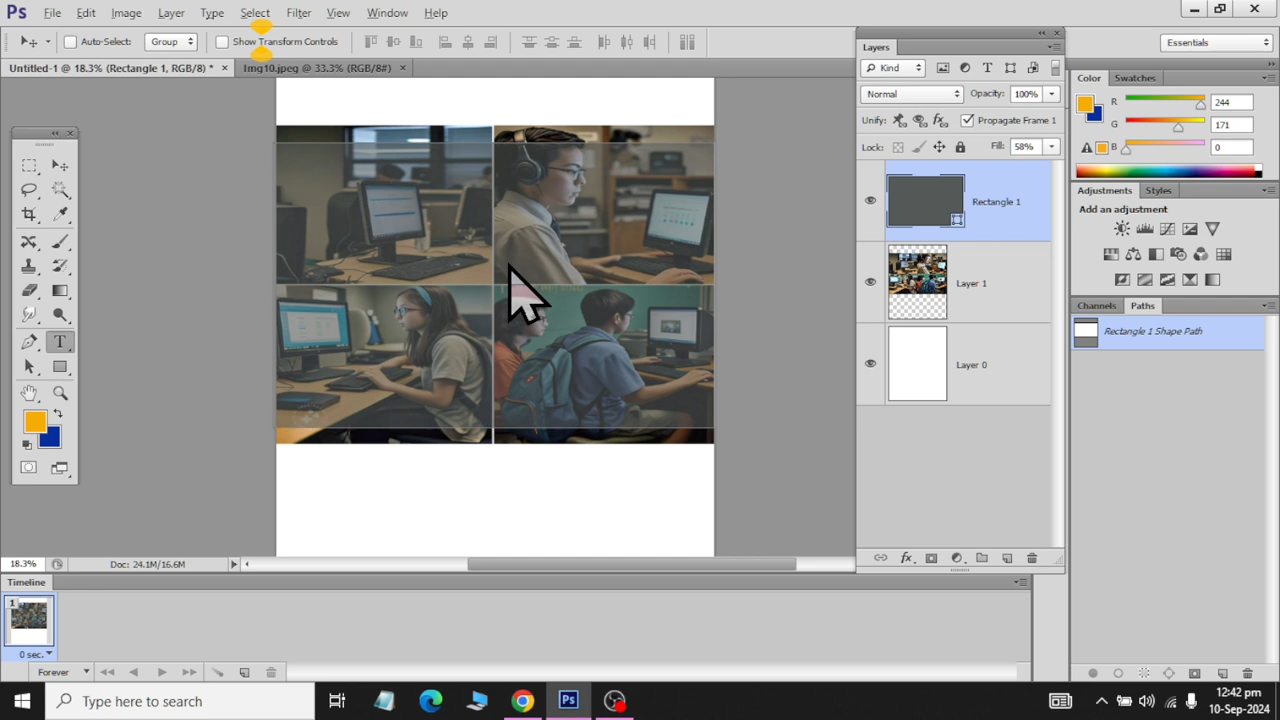 Ps File Edit Image Layer Type Select Filter View Window Help
Auto-Select: Group Show Transform Controls Essentials
Untitled-1 @ 18.3% (Rectangle 1, RGB/8) * × Img10.jpeg @ 33.3% (RGB/8#) ×
Layers
Kind
Normal Opacity: 100%
Unify: Propagate Frame 1
Lock: Fill: 58%
Rectangle 1
Layer 1
Layer 0
Color Swatches
R 244
G 171
B 0
Adjustments Styles
Add an adjustment
Channels Paths
Rectangle 1 Shape Path
T
18.3% Doc: 24.1M/16.6M
Timeline
1
0 sec.
Forever
Type here to search
Ps
12:42 pm
10-Sep-2024